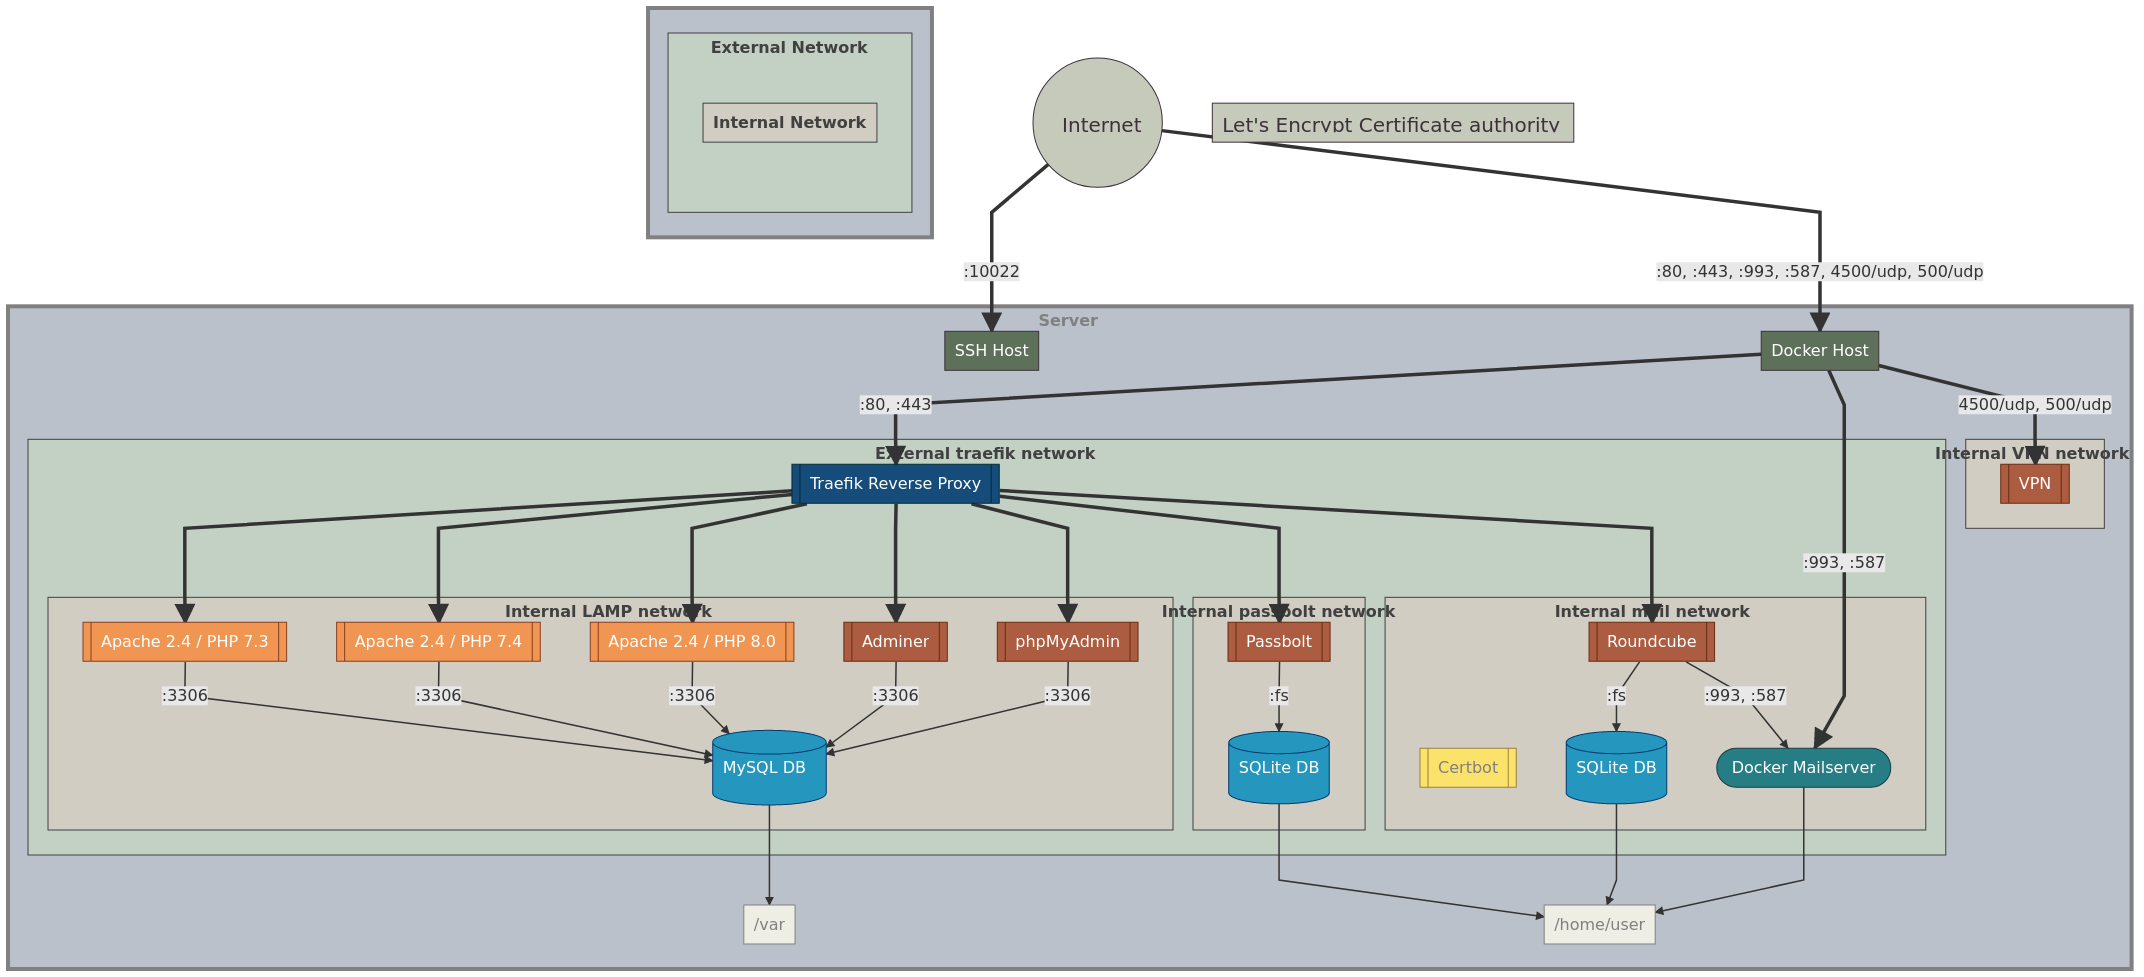 External Network
Internal Network
Internet
Let's Encrypt Certificate authority
:10022
:80, :443, :993, :587, 4500/udp, 500/udp
Server
SSH Host
Docker Host
:80, :443
4500/udp, 500/udp
External traefik network
Internal VPN network
Traefik Reverse Proxy
VPN
:993, :587
Internal LAMP network
Internal passbolt network
Internal mail network
Apache 2.4 / PHP 7.3
Apache 2.4 / PHP 7.4
Apache 2.4 / PHP 8.0
Adminer
phpMyAdmin
Passbolt
Roundcube
:3306
:3306
:3306
:3306
:3306
:fs
:fs
:993, :587
MySQL DB
SQLite DB
Certbot
SQLite DB
Docker Mailserver
/var
/home/user